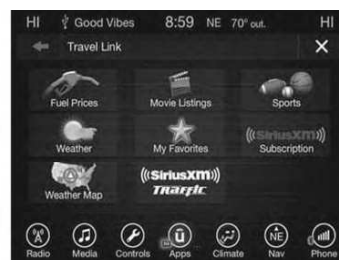 HI Good Vibes 8:59 NE 70° out. HI
Travel Link
Fuel Prices Movie Listings Sports
((SiriusXM))
Weather My Favorites Subscription
((SiriusXM))
Weather Map Traffic
NE
Radio Media Controls Apps Climate Nav Phone